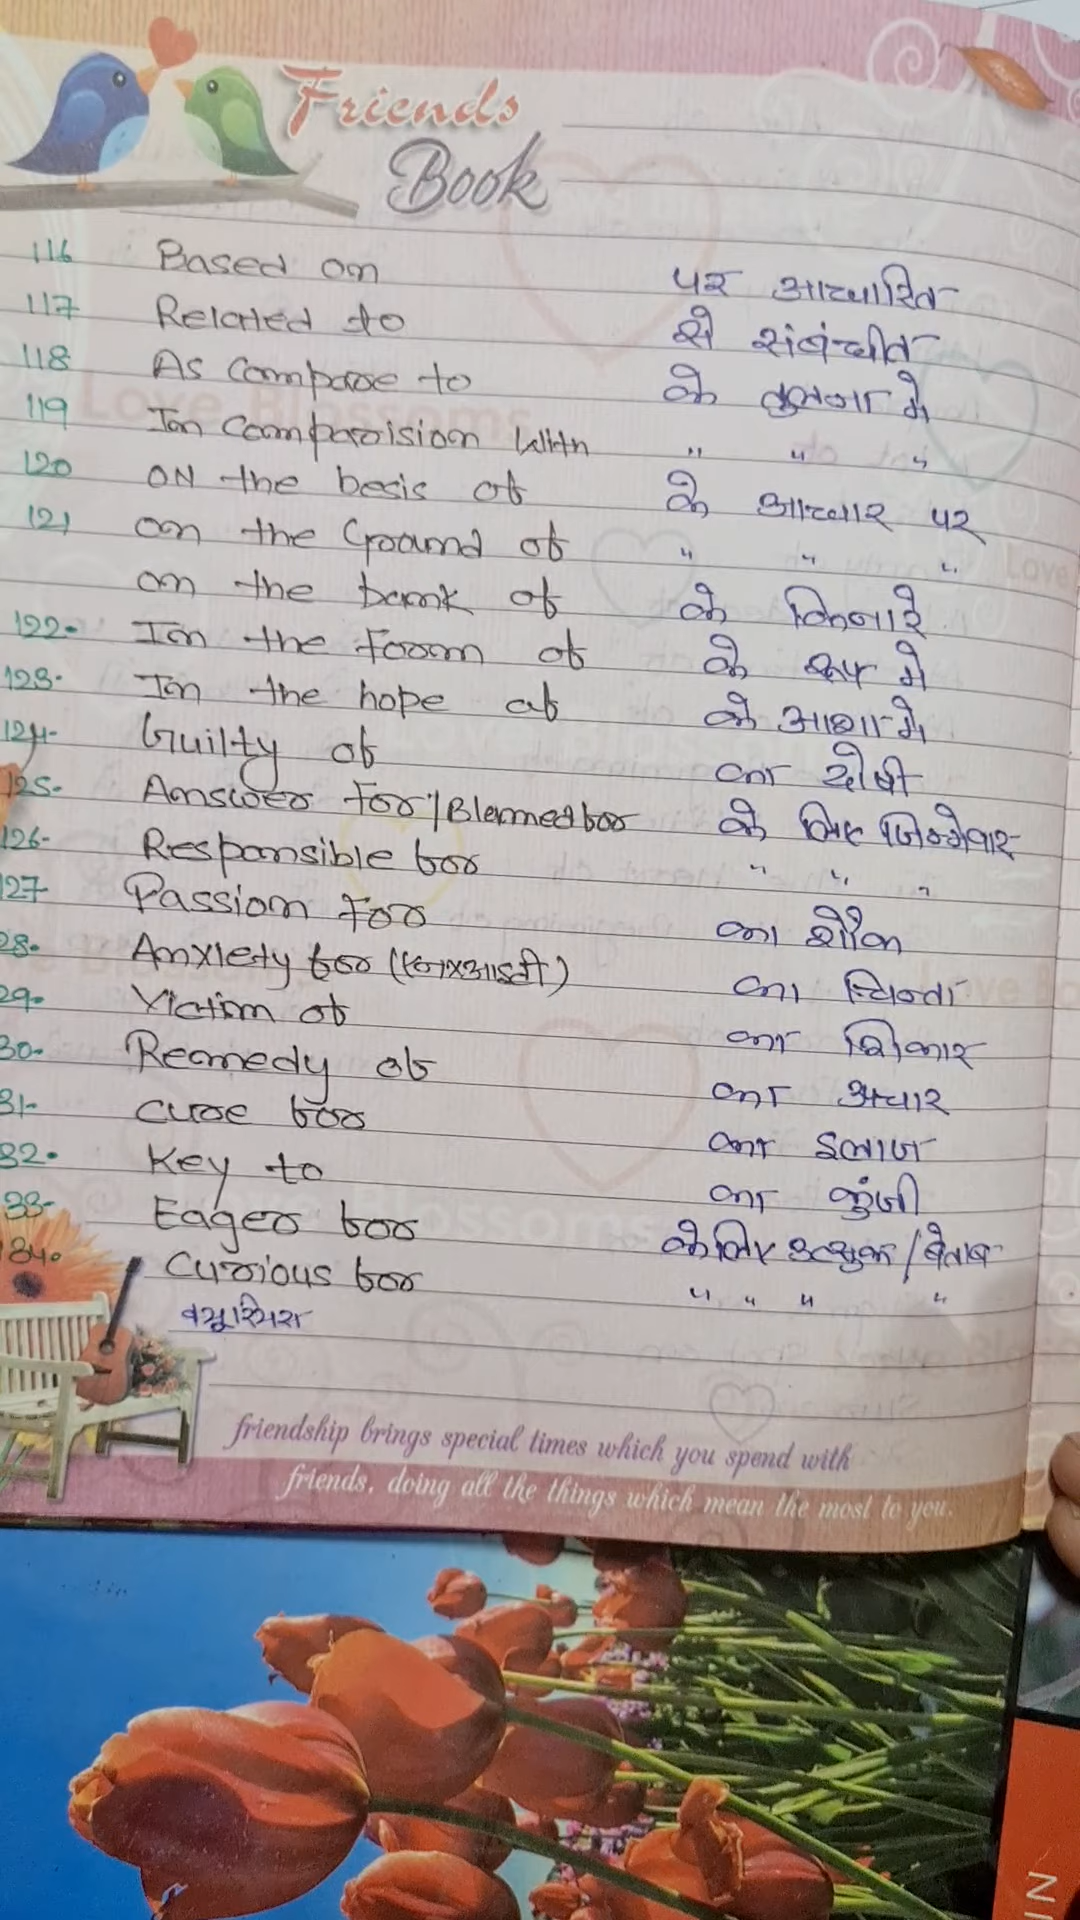 Friends
Book
116 Based on पर आधारित
117 Related to से संबंधीत
118 As compare to के तुलना मे
119 In comparision with " " "
120 ON the besis of के आधार पर
121 on the Ground of " " "
on the bank of के किनारे
122- In the Form of के रूप मे
123- In the hope of के आशा मे
124- Guilty of का दोषी
125- Answer For/Blamed for के लिए जिम्मेवार
126- Responsible for " " "
127 Passion For का शौक
28- Anxiety for का चिन्ता
29- Victim of का शिकार
30- Remedy of का
31- cure for का इलाज
32- Key to का कुंजी
33- Eager for के लिए उत्सुक/बेताब
34- Curious for " " " "
क्यूरियस
friendship brings special times which you spend with
friends, doing all the things which mean the most to you.
IN